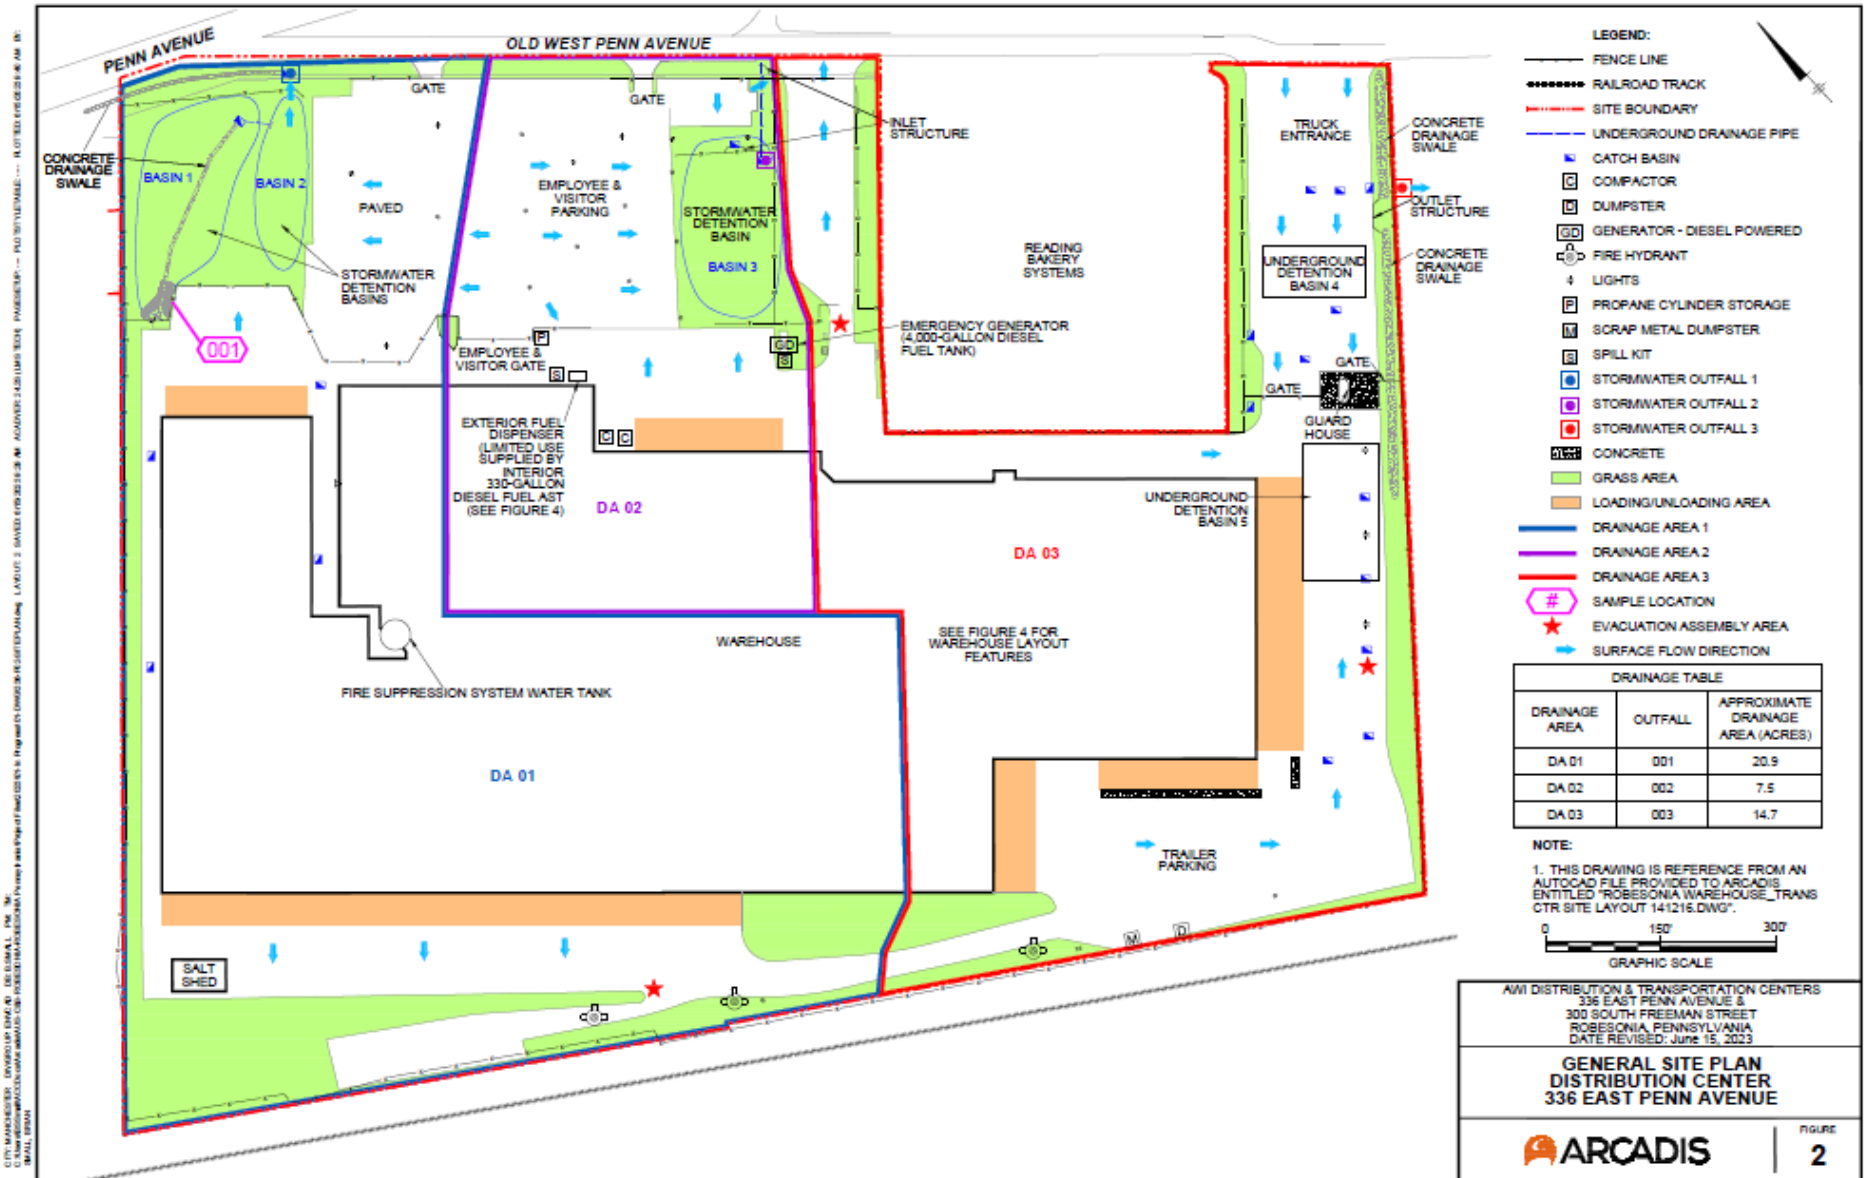 PENN AVENUE
OLD WEST PENN AVENUE
GATE
GATE
INLET
STRUCTURE
CONCRETE
DRAINAGE
SWALE
BASIN 1
BASIN 2
PAVED
STORMWATER
DETENTION
BASINS
001
EMPLOYEE &
VISITOR
PARKING
STORMWATER
DETENTION
BASIN
BASIN 3
EMPLOYEE &
VISITOR GATE
P
S
GD
S
EMERGENCY GENERATOR
(4,000-GALLON DIESEL
FUEL TANK)
READING
BAKERY
SYSTEMS
TRUCK
ENTRANCE
CONCRETE
DRAINAGE
SWALE
OUTLET
STRUCTURE
CONCRETE
DRAINAGE
SWALE
UNDERGROUND
DETENTION
BASIN 4
GATE
GATE
GUARD
HOUSE
UNDERGROUND
DETENTION
BASIN 5
EXTERIOR FUEL
DISPENSER
(LIMITED USE
SUPPLIED BY
INTERIOR
330-GALLON
DIESEL FUEL AST
(SEE FIGURE 4)
C C
DA 02
DA 03
WAREHOUSE
SEE FIGURE 4 FOR
WAREHOUSE LAYOUT
FEATURES
FIRE SUPPRESSION SYSTEM WATER TANK
DA 01
TRAILER
PARKING
M
D
SALT
SHED
LEGEND:
FENCE LINE
RAILROAD TRACK
SITE BOUNDARY
UNDERGROUND DRAINAGE PIPE
CATCH BASIN
C COMPACTOR
D DUMPSTER
GD GENERATOR - DIESEL POWERED
FIRE HYDRANT
LIGHTS
P PROPANE CYLINDER STORAGE
M SCRAP METAL DUMPSTER
S SPILL KIT
STORMWATER OUTFALL 1
STORMWATER OUTFALL 2
STORMWATER OUTFALL 3
CONCRETE
GRASS AREA
LOADING/UNLOADING AREA
DRAINAGE AREA 1
DRAINAGE AREA 2
DRAINAGE AREA 3
# SAMPLE LOCATION
EVACUATION ASSEMBLY AREA
SURFACE FLOW DIRECTION
DRAINAGE TABLE
DRAINAGE AREA OUTFALL APPROXIMATE DRAINAGE AREA (ACRES)
DA 01 001 20.9
DA 02 002 7.5
DA 03 003 14.7
NOTE:
1. THIS DRAWING IS REFERENCE FROM AN
AUTOCAD FILE PROVIDED TO ARCADIS
ENTITLED "ROBESONIA WAREHOUSE_TRANS
CTR SITE LAYOUT 141216.DWG".
0 150' 300'
GRAPHIC SCALE
AWI DISTRIBUTION & TRANSPORTATION CENTERS
336 EAST PENN AVENUE &
300 SOUTH FREEMAN STREET
ROBESONIA, PENNSYLVANIA
DATE REVISED: June 15, 2023
GENERAL SITE PLAN
DISTRIBUTION CENTER
336 EAST PENN AVENUE
ARCADIS
FIGURE
2